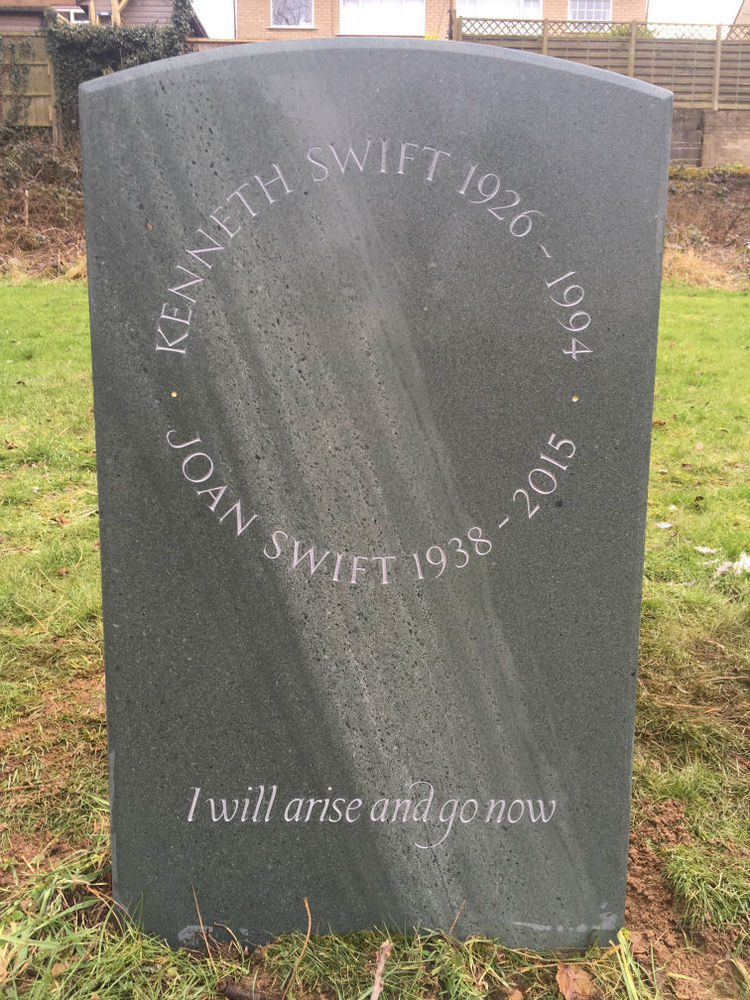 KENNETH SWIFT 1926 - 1994
JOAN SWIFT 1938 - 2015
I will arise and go now